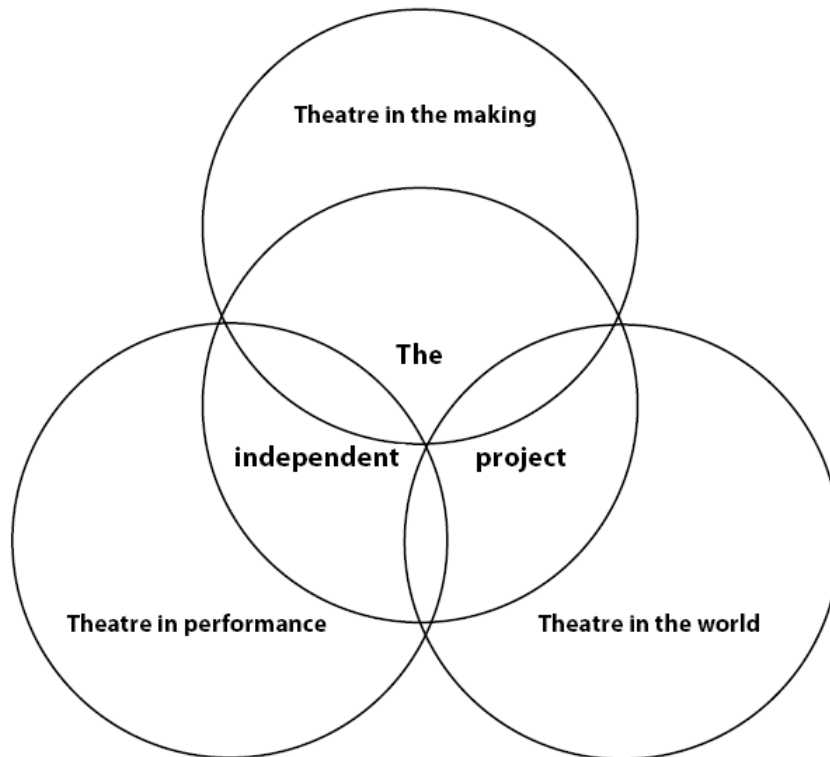 Theatre in the making
The
independent project
Theatre in performance
Theatre in the world